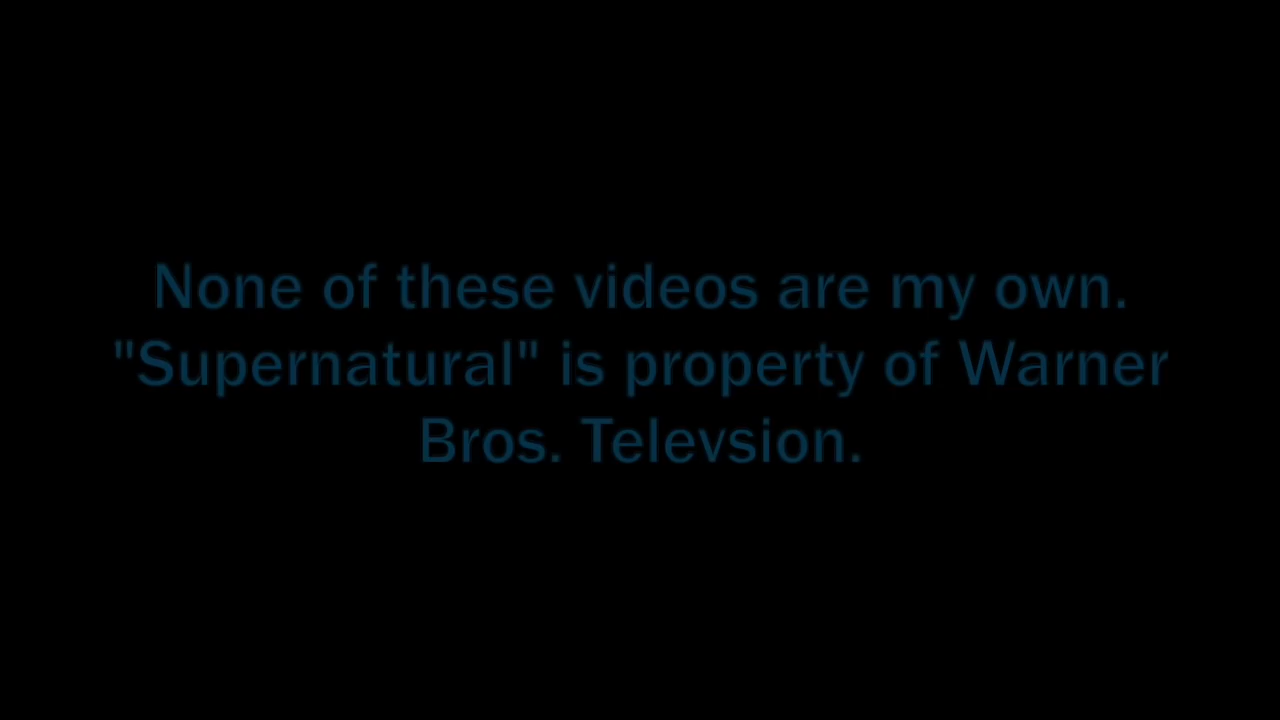 None of these videos are my own.
"Supernatural" is property of Warner
Bros. Televsion.